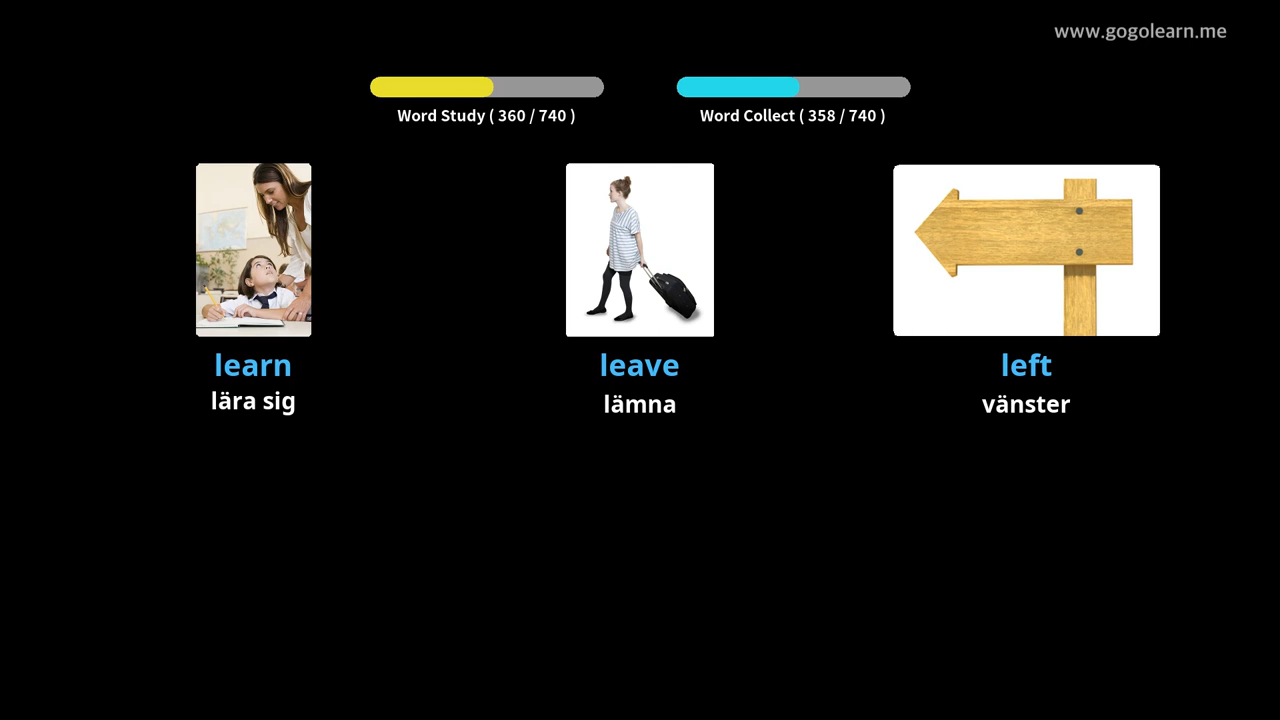 www.gogolearn.me
Word Study ( 360 / 740 )
Word Collect ( 358 / 740 )
learn
lära sig
leave
lämna
left
vänster